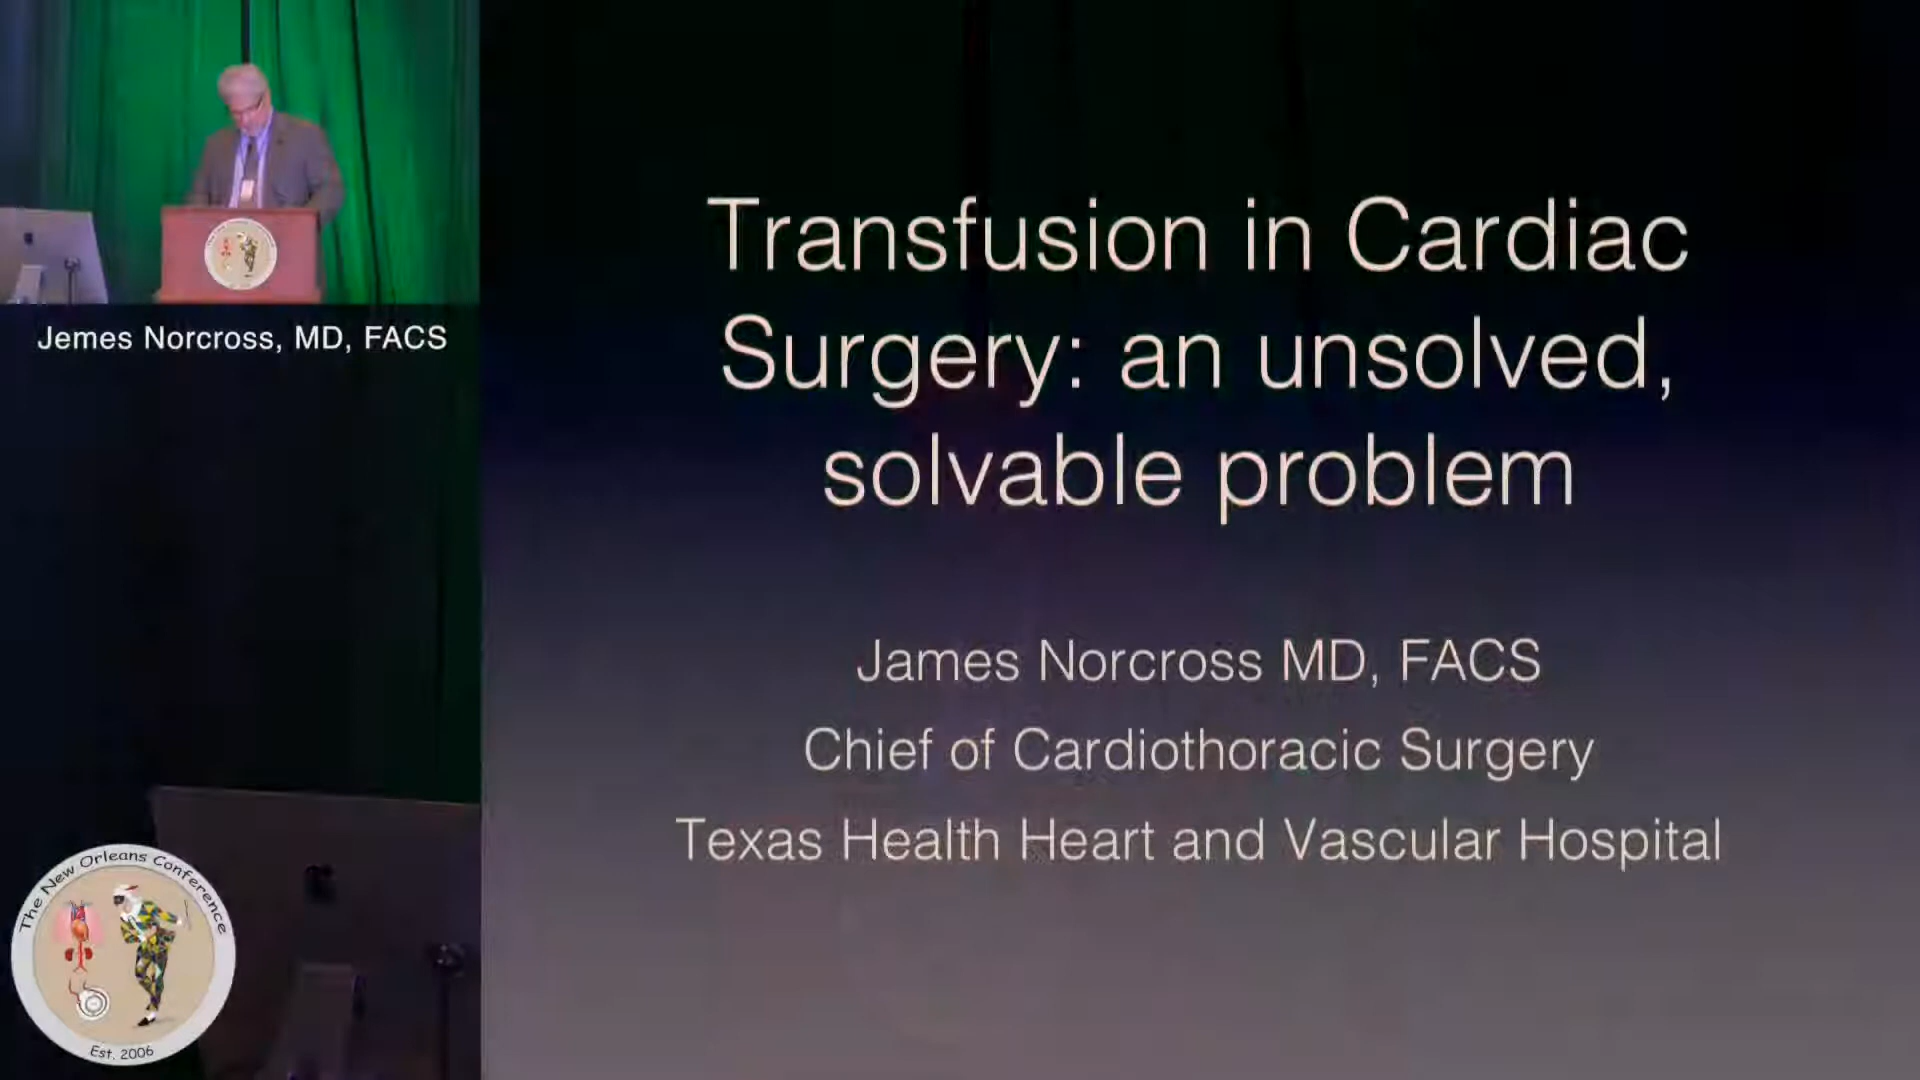 Jemes Norcross, MD, FACS
Transfusion in Cardiac
Surgery: an unsolved,
solvable problem
James Norcross MD, FACS
Chief of Cardiothoracic Surgery
Texas Health Heart and Vascular Hospital
The New Orleans Conference
Est. 2006